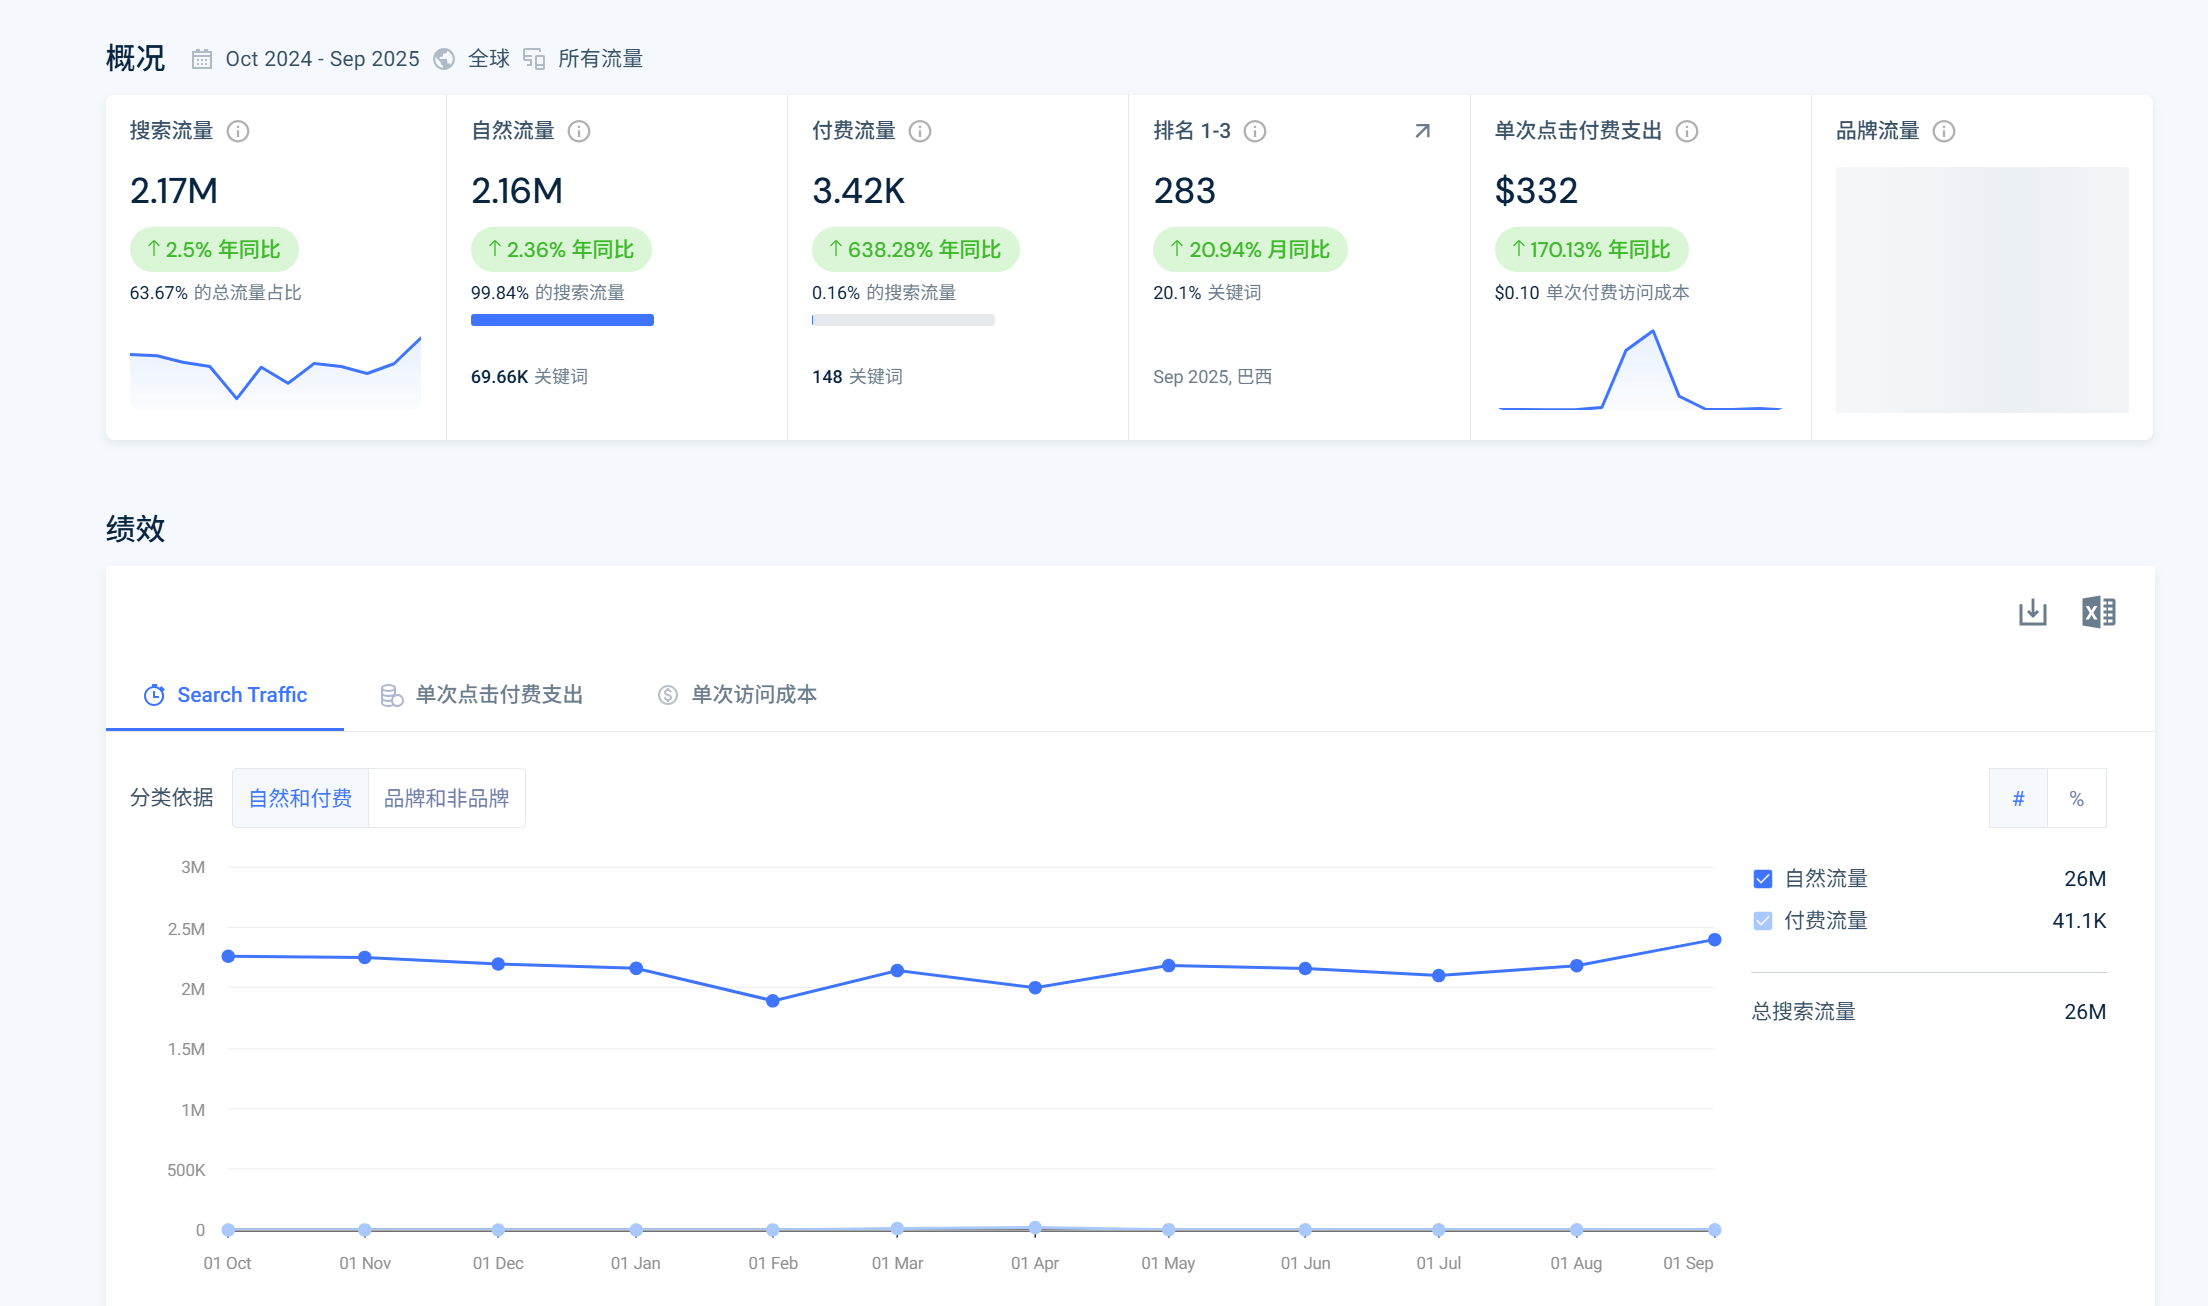 概况 Oct 2024 - Sep 2025 全球 所有流量
搜索流量
2.17M
↑ 2.5% 年同比
63.67% 的总流量占比
自然流量
2.16M
↑ 2.36% 年同比
99.84% 的搜索流量
69.66K 关键词
付费流量
3.42K
↑ 638.28% 年同比
0.16% 的搜索流量
148 关键词
排名 1-3
283
↑ 20.94% 月同比
20.1% 关键词
Sep 2025, 巴西
单次点击付费支出
$332
↑ 170.13% 年同比
$0.10 单次付费访问成本
品牌流量
绩效
Search Traffic 单次点击付费支出 单次访问成本
分类依据 自然和付费 品牌和非品牌 # %
3M
2.5M
2M
1.5M
1M
500K
0
01 Oct 01 Nov 01 Dec 01 Jan 01 Feb 01 Mar 01 Apr 01 May 01 Jun 01 Jul 01 Aug 01 Sep
自然流量 26M
付费流量 41.1K
总搜索流量 26M